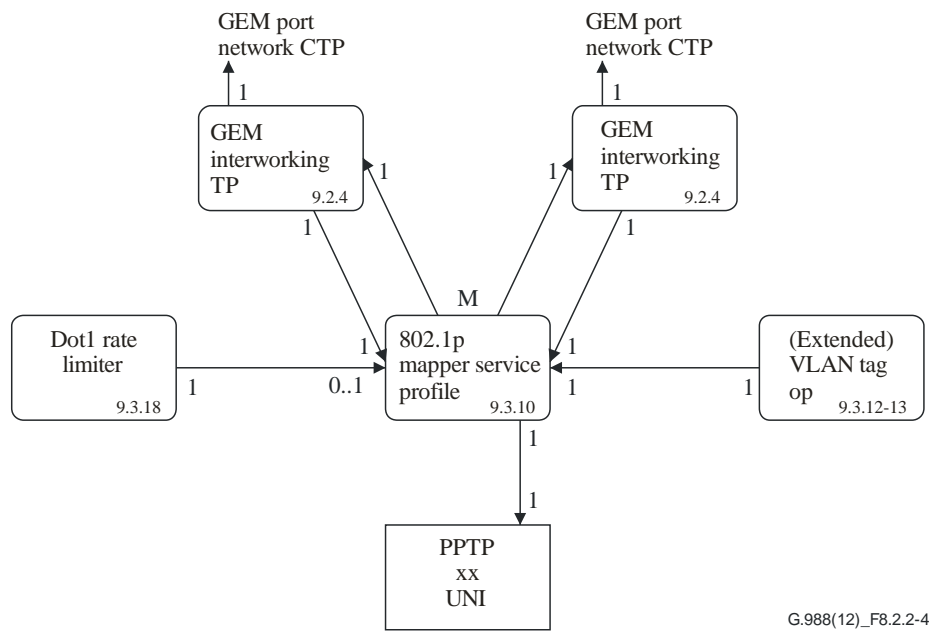 GEM port
network CTP
GEM port
network CTP
1
1
GEM
interworking
TP
9.2.4
GEM
interworking
TP
9.2.4
1
1
1
1
M
Dot1 rate
limiter
9.3.18
802.1p
mapper service
profile
9.3.10
(Extended)
VLAN tag
op
9.3.12-13
1
1
1
0..1
1
1
1
1
PPTP
xx
UNI
G.988(12)_F8.2.2-4